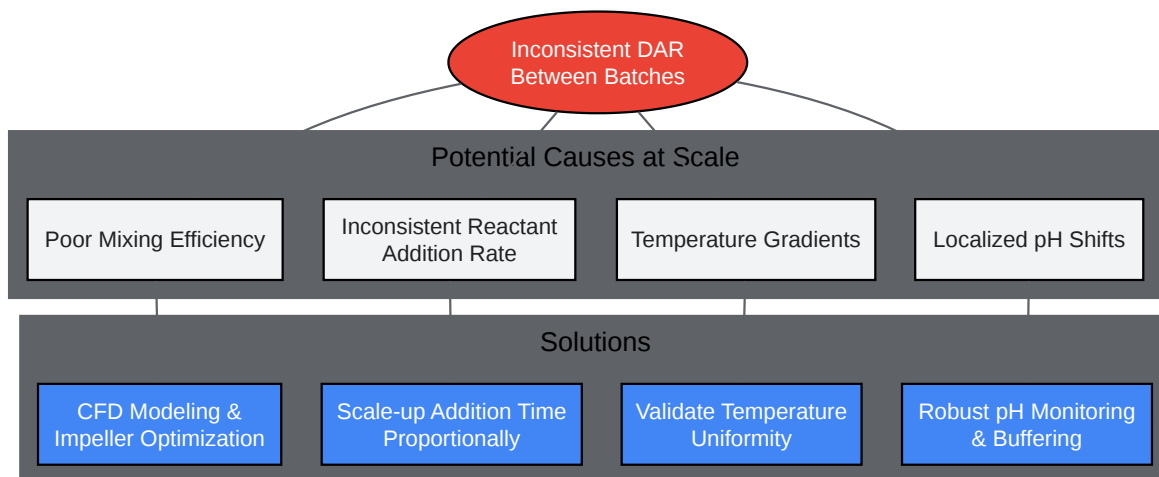 Inconsistent DAR
Between Batches
Potential Causes at Scale
Poor Mixing Efficiency
Inconsistent Reactant
Addition Rate
Temperature Gradients
Localized pH Shifts
Solutions
CFD Modeling &
Impeller Optimization
Scale-up Addition Time
Proportionally
Validate Temperature
Uniformity
Robust pH Monitoring
& Buffering